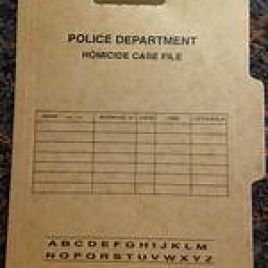 POLICE DEPARTMENT
HOMICIDE CASE FILE
A B C D E F G H I J K L M
N O P Q R S T U V W X Y Z